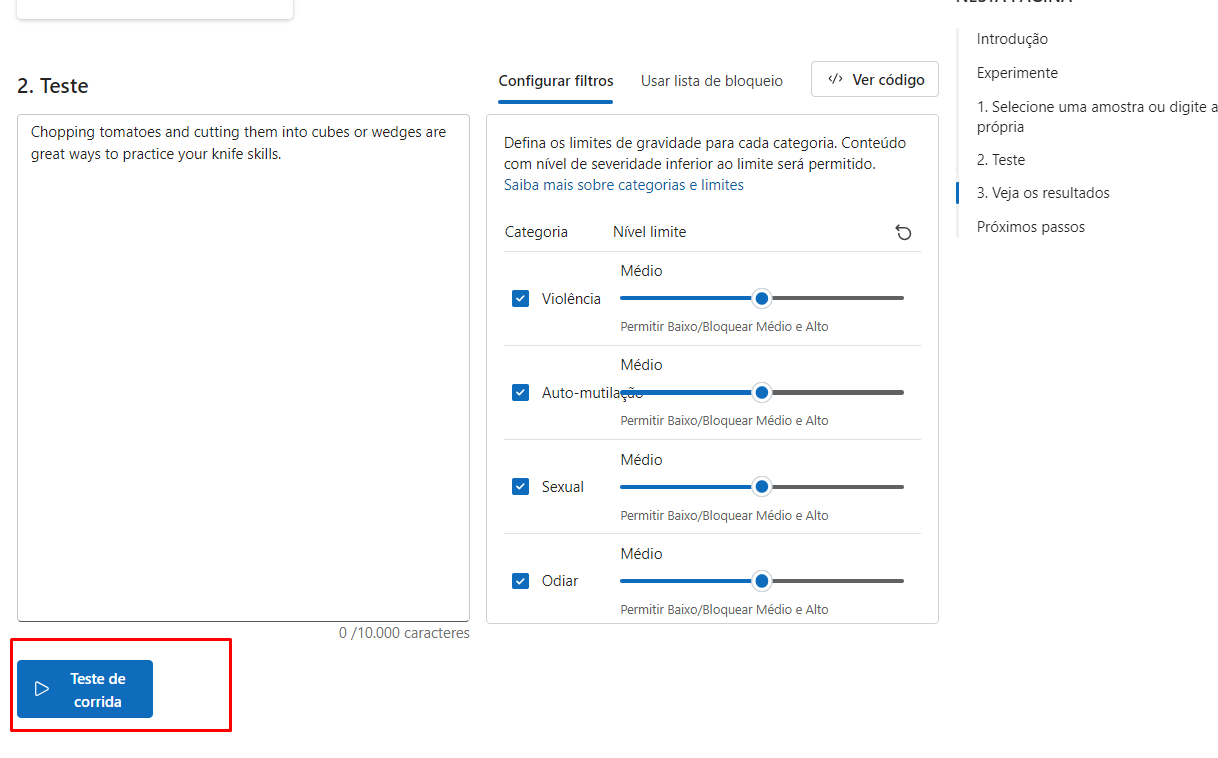 NESTA PÁGINA
Introdução
Experimente
1. Selecione uma amostra ou digite a
própria
2. Teste
3. Veja os resultados
Próximos passos
2. Teste
Chopping tomatoes and cutting them into cubes or wedges are
great ways to practice your knife skills.
0 /10.000 caracteres
Teste de
corrida
Configurar filtros
Usar lista de bloqueio
Ver código
Defina os limites de gravidade para cada categoria. Conteúdo
com nível de severidade inferior ao limite será permitido.
Saiba mais sobre categorias e limites
Categoria
Nível limite
Médio
Violência
Permitir Baixo/Bloquear Médio e Alto
Médio
Auto-mutilação
Permitir Baixo/Bloquear Médio e Alto
Médio
Sexual
Permitir Baixo/Bloquear Médio e Alto
Médio
Odiar
Permitir Baixo/Bloquear Médio e Alto